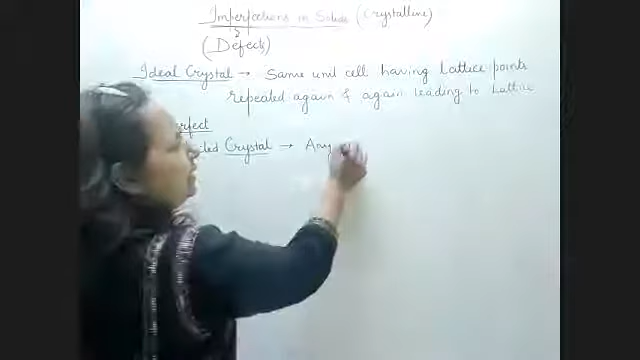 Imperfections in Solids (Crystalline)
(Defects)
Ideal Crystal → Same unit cell having Lattice points
repeated again & again leading to Lattice
Crystal → Any